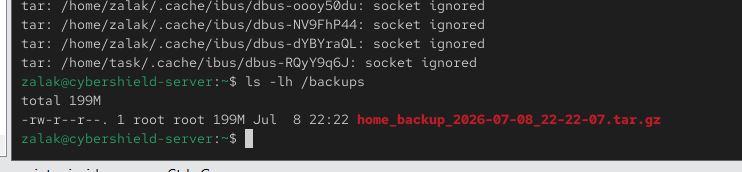 tar: /home/zalak/.cache/ibus/dbus-oooy50du: socket ignored
tar: /home/zalak/.cache/ibus/dbus-NV9FhP44: socket ignored
tar: /home/zalak/.cache/ibus/dbus-dYBYraQL: socket ignored
tar: /home/task/.cache/ibus/dbus-RQyY9q6J: socket ignored
zalak@cybershield-server:~$ ls -lh /backups
total 199M
-rw-r--r--. 1 root root 199M Jul  8 22:22 home_backup_2026-07-08_22-22-07.tar.gz
zalak@cybershield-server:~$